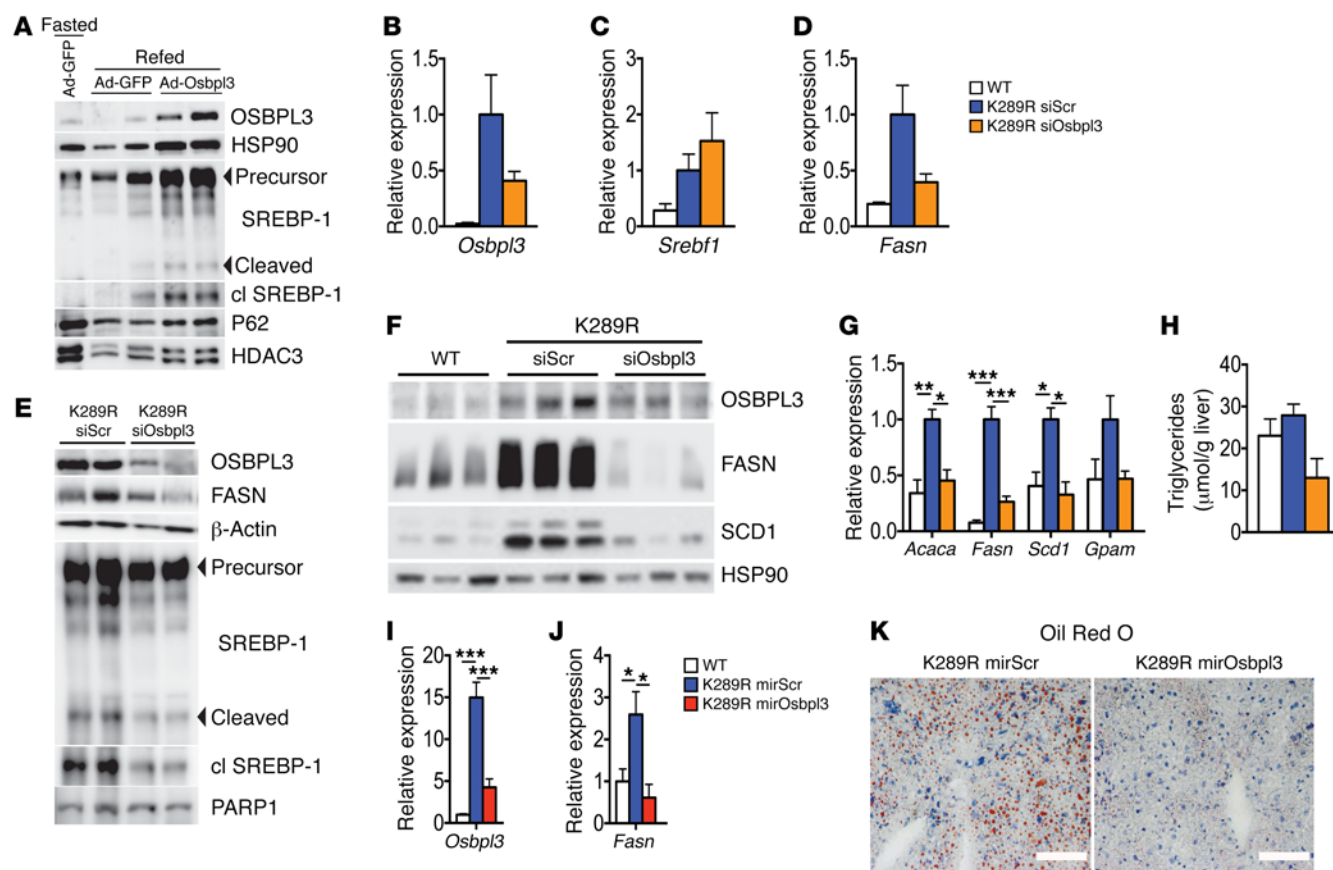 A
Fasted
Ad-GFP
Refed
Ad-GFP Ad-Osbpl3
OSBPL3
HSP90
Precursor
SREBP-1
Cleaved
cl SREBP-1
P62
HDAC3
B
Relative expression
1.5
1.0
0.5
0.0
Osbpl3
C
Relative expression
3
2
1
0
Srebf1
D
Relative expression
1.5
1.0
0.5
0.0
Fasn
WT
K289R siScr
K289R siOsbpl3
E
K289R K289R
siScr siOsbpl3
OSBPL3
FASN
β-Actin
Precursor
SREBP-1
Cleaved
cl SREBP-1
PARP1
F
K289R
WT siScr siOsbpl3
OSBPL3
FASN
SCD1
HSP90
G
Relative expression
1.5
1.0
0.5
0.0
** * *** *** * *
Acaca Fasn Scd1 Gpam
H
Triglycerides
(μmol/g liver)
40
30
20
10
0
I
Relative expression
20
15
10
5
0
***
***
Osbpl3
J
Relative expression
4
3
2
1
0
* *
Fasn
WT
K289R mirScr
K289R mirOsbpl3
K
Oil Red O
K289R mirScr K289R mirOsbpl3